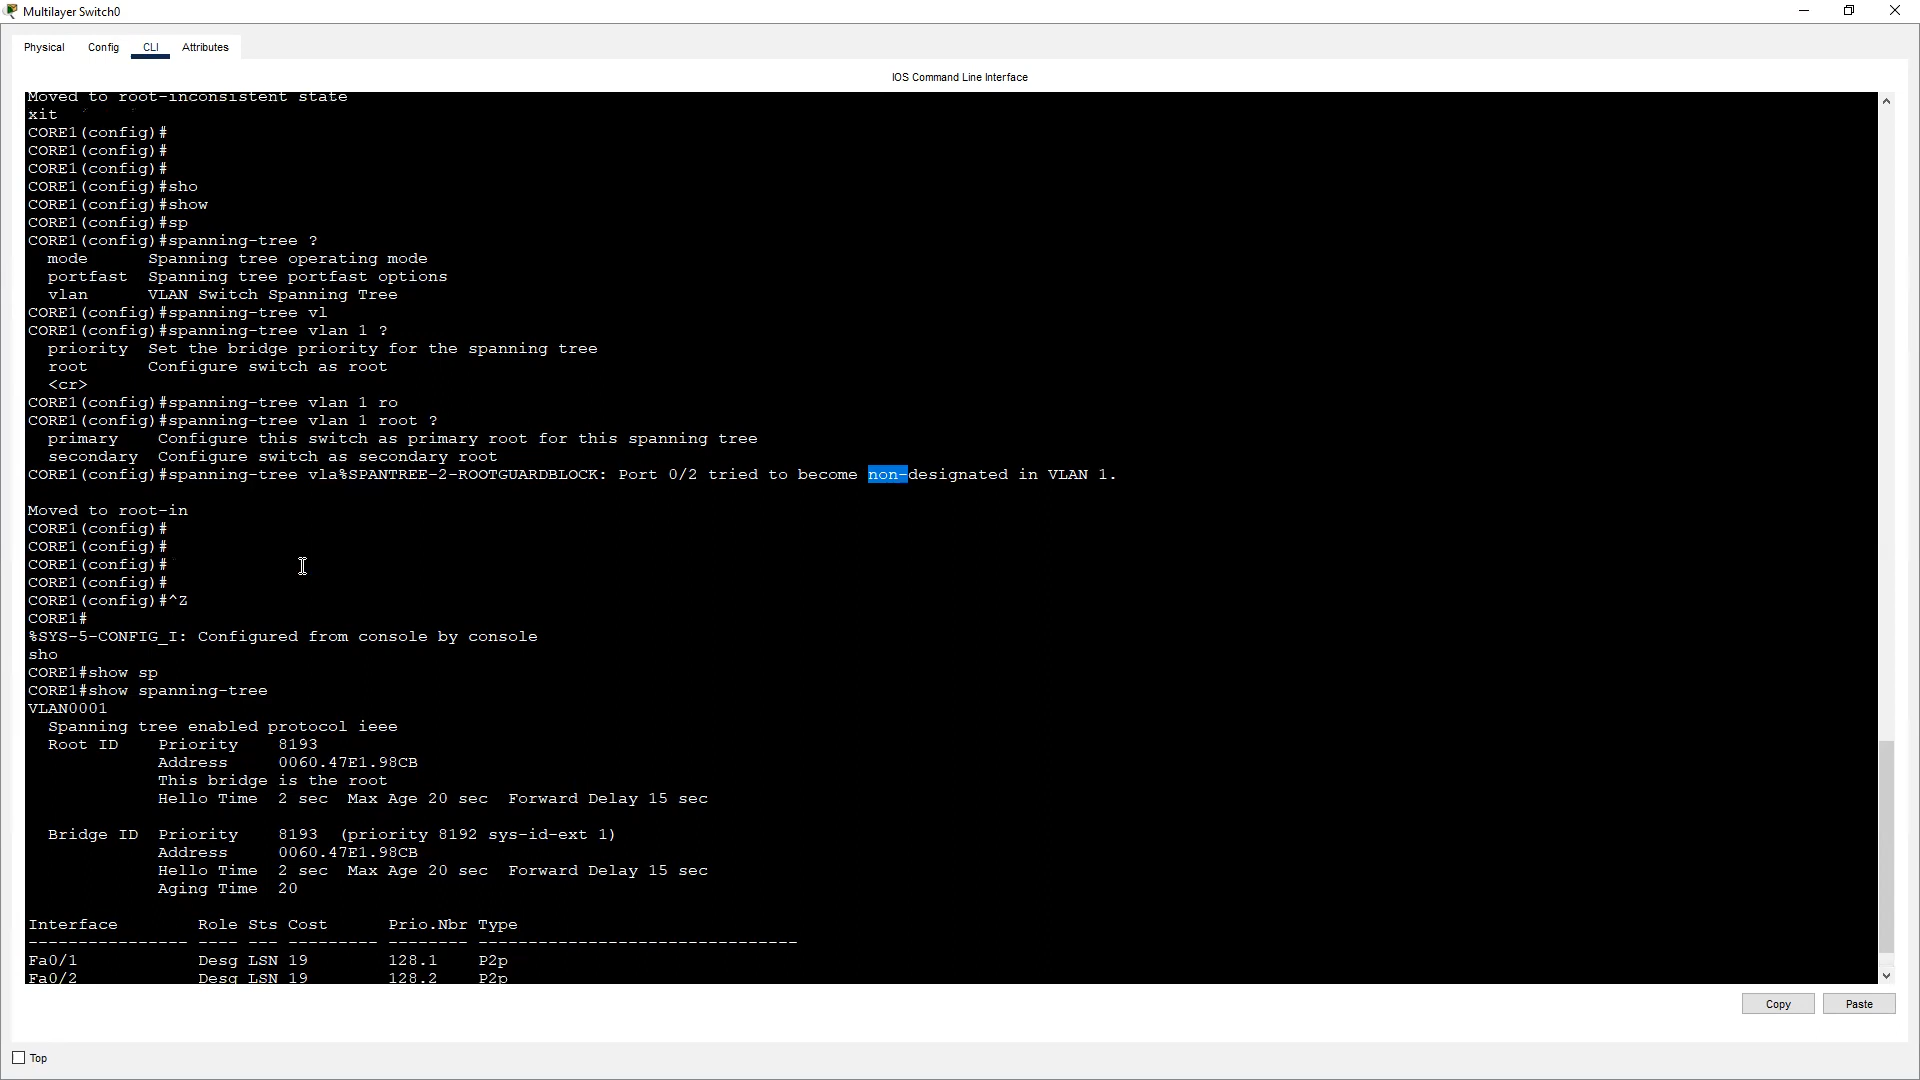 Multilayer Switch0
Physical Config CLI Attributes
IOS Command Line Interface
Moved to root-inconsistent state
xit
CORE1(config)#
CORE1(config)#
CORE1(config)#
CORE1(config)#sho
CORE1(config)#show
CORE1(config)#sp
CORE1(config)#spanning-tree ?
mode Spanning tree operating mode
portfast Spanning tree portfast options
vlan VLAN Switch Spanning Tree
CORE1(config)#spanning-tree vl
CORE1(config)#spanning-tree vlan 1 ?
priority Set the bridge priority for the spanning tree
root Configure switch as root
<cr>
CORE1(config)#spanning-tree vlan 1 ro
CORE1(config)#spanning-tree vlan 1 root ?
primary Configure this switch as primary root for this spanning tree
secondary Configure switch as secondary root
CORE1(config)#spanning-tree vla%SPANTREE-2-ROOTGUARDBLOCK: Port 0/2 tried to become non-designated in VLAN 1.
Moved to root-in
CORE1(config)#
CORE1(config)#
CORE1(config)#
CORE1(config)#
CORE1(config)#^Z
CORE1#
%SYS-5-CONFIG_I: Configured from console by console
sho
CORE1#show sp
CORE1#show spanning-tree
VLAN0001
Spanning tree enabled protocol ieee
Root ID Priority 8193
Address 0060.47E1.98CB
This bridge is the root
Hello Time 2 sec Max Age 20 sec Forward Delay 15 sec
Bridge ID Priority 8193 (priority 8192 sys-id-ext 1)
Address 0060.47E1.98CB
Hello Time 2 sec Max Age 20 sec Forward Delay 15 sec
Aging Time 20
Interface Role Sts Cost Prio.Nbr Type
---------------- ---- --- --------- -------- --------------------------------
Fa0/1 Desg LSN 19 128.1 P2p
Fa0/2 Desg LSN 19 128.2 P2p
Copy Paste
Top